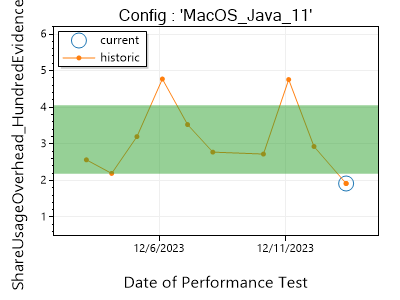 Config : 'MacOS_Java_11'
current
historic
ShareUsageOverhead_HundredEvidence
6
5
4
3
2
1
12/6/2023
12/11/2023
Date of Performance Test